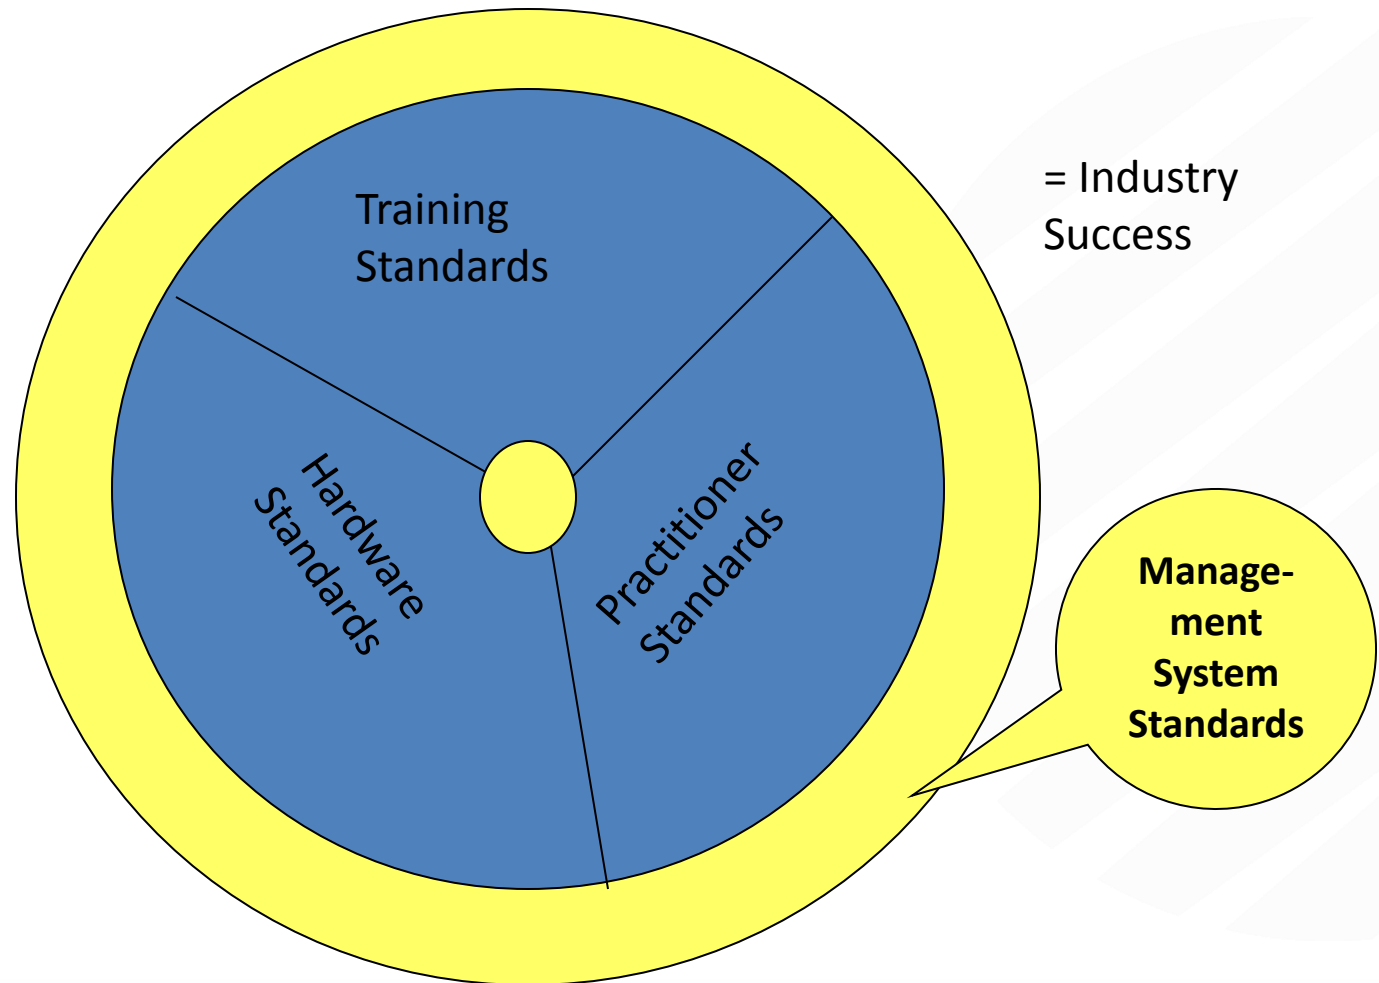 Training
Standards
= Industry
Success
Hardware
Standards
Practitioner
Standards
Manage-
ment
System
Standards